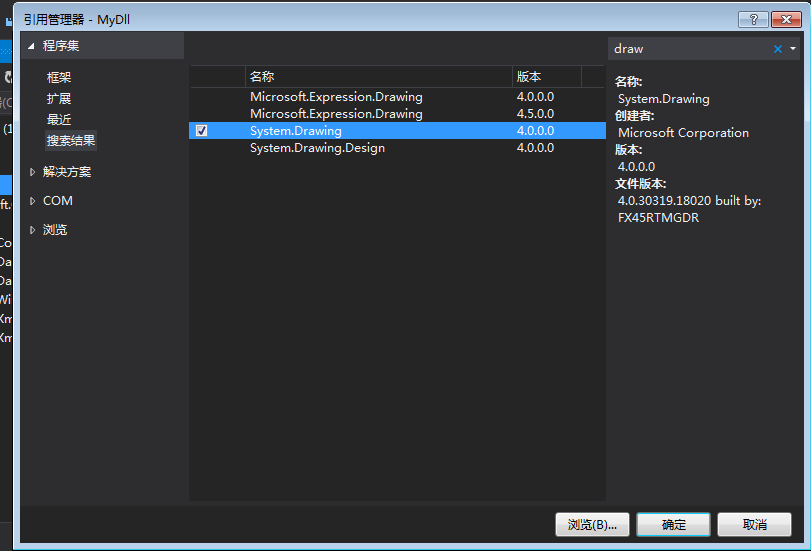 引用管理器 - MyDll
程序集
框架
扩展
最近
搜索结果
解决方案
COM
浏览
名称 版本
Microsoft.Expression.Drawing 4.0.0.0
Microsoft.Expression.Drawing 4.5.0.0
System.Drawing 4.0.0.0
System.Drawing.Design 4.0.0.0
draw
名称:
System.Drawing
创建者:
Microsoft Corporation
版本:
4.0.0.0
文件版本:
4.0.30319.18020 built by:
FX45RTMGDR
浏览(B)... 确定 取消